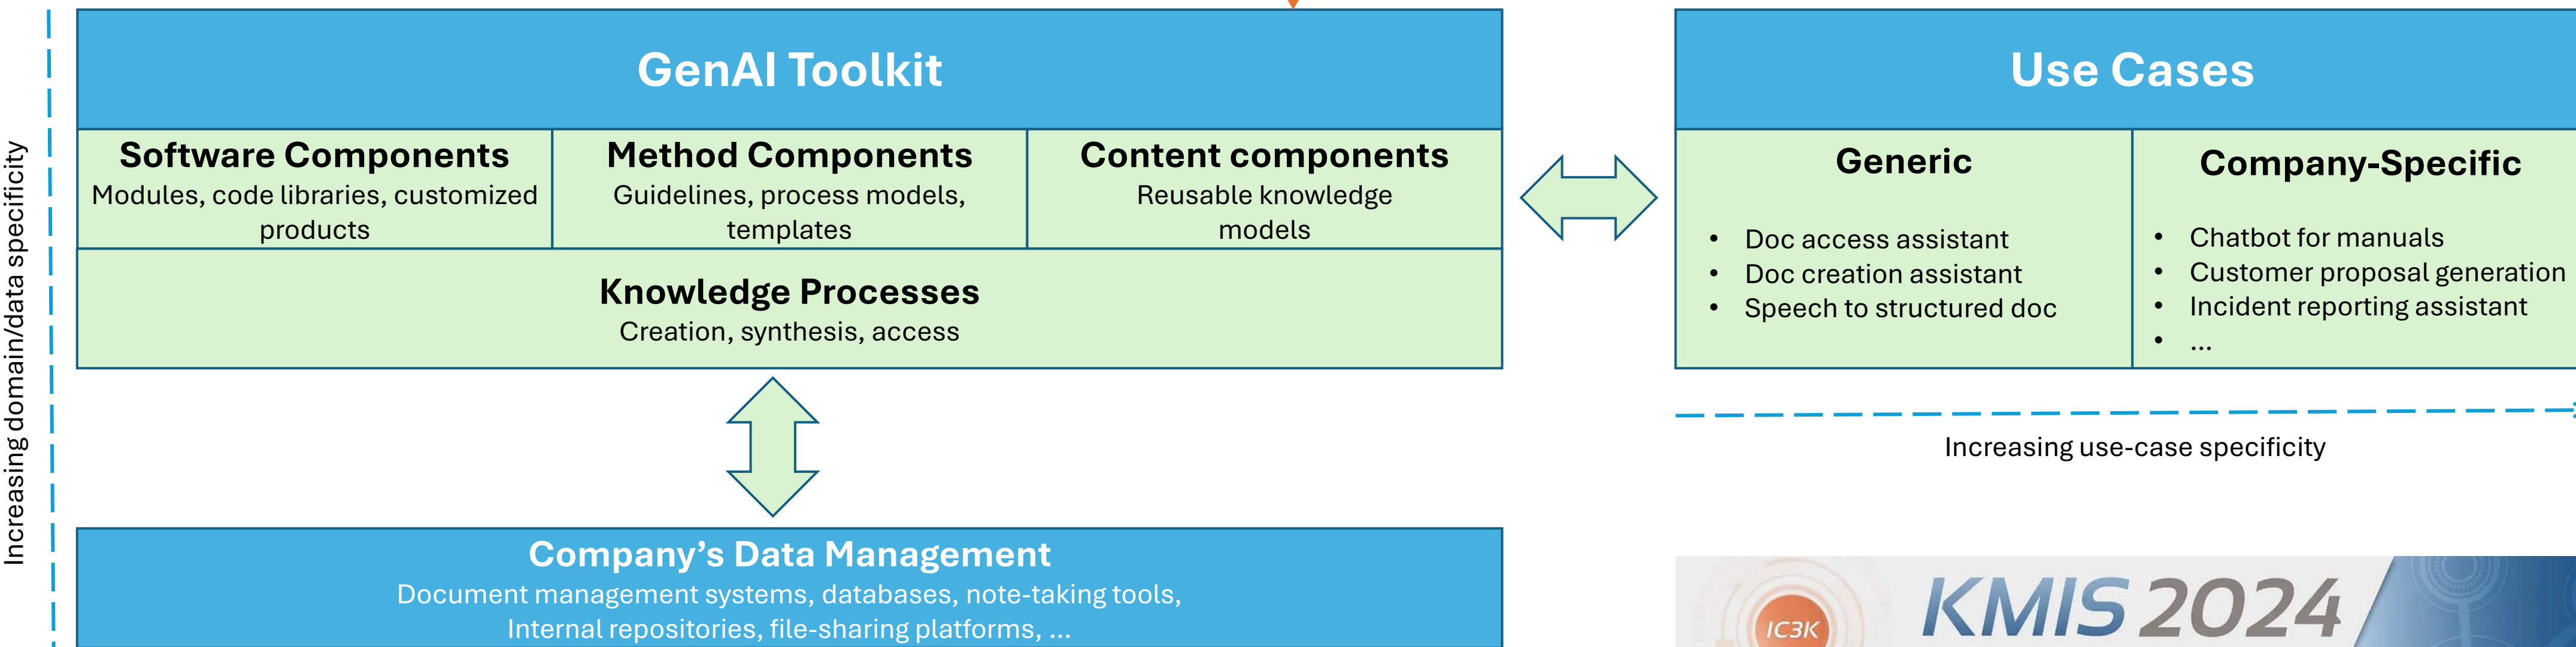 Increasing domain/data specificity
GenAI Toolkit
Software Components
Modules, code libraries, customized
products
Method Components
Guidelines, process models,
templates
Content components
Reusable knowledge
models
Knowledge Processes
Creation, synthesis, access
Use Cases
Generic
• Doc access assistant
• Doc creation assistant
• Speech to structured doc
Company-Specific
• Chatbot for manuals
• Customer proposal generation
• Incident reporting assistant
• ...
Increasing use-case specificity
Company’s Data Management
Document management systems, databases, note-taking tools,
Internal repositories, file-sharing platforms, ...
IC3K
KMIS 2024